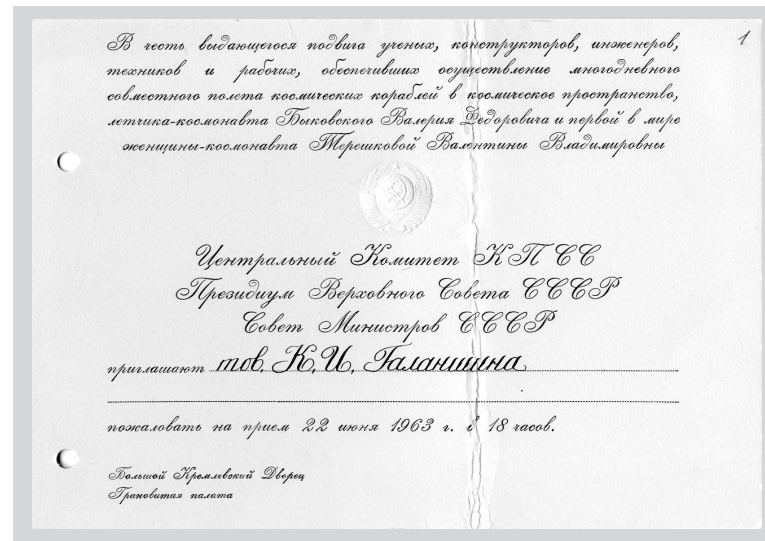 1
В честь выдающегося подвига ученых, конструкторов, инженеров,
техников и рабочих, обеспечивших осуществление многодневного
совместного полета космических кораблей в космическое пространство,
летчика-космонавта Быковского Валерия Федоровича и первой в мире
женщины-космонавта Терешковой Валентины Владимировны
Центральный Комитет КПСС
Президиум Верховного Совета СССР
Совет Министров СССР
приглашают тов. К. И. Галаншина
пожаловать на прием 22 июня 1963 г. в 18 часов.
Большой Кремлевский Дворец
Грановитая палата